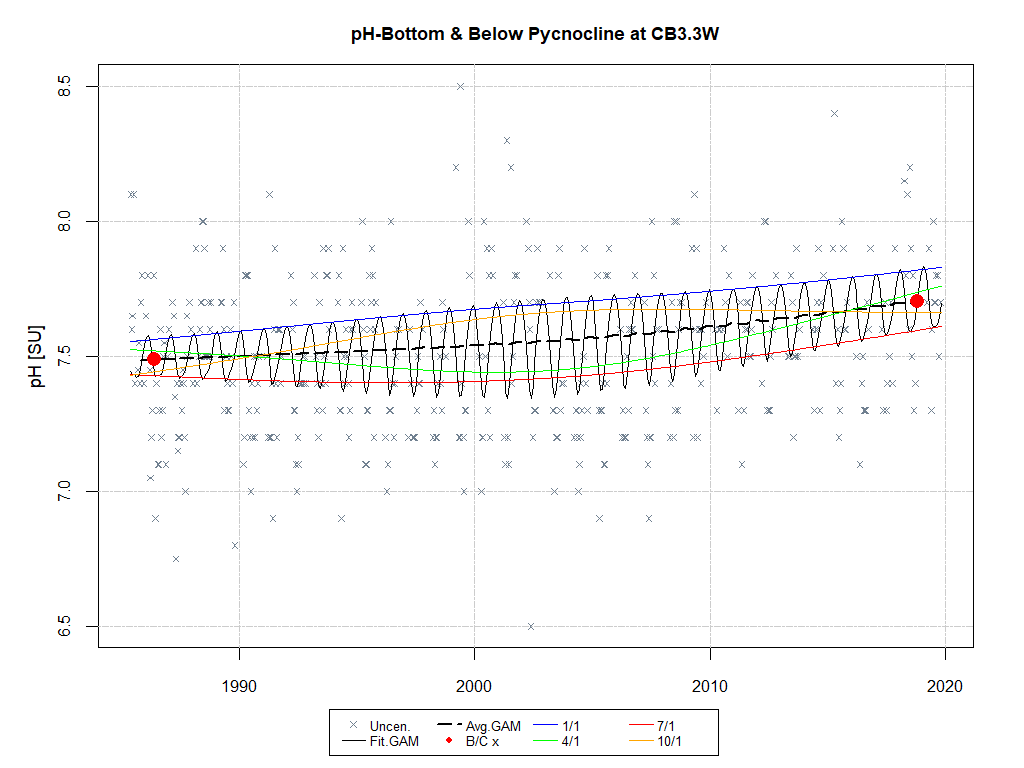 pH-Bottom & Below Pycnocline at CB3.3W
8.5
8.0
7.5
7.0
6.5
pH [SU]
1990 2000 2010 2020
Uncen. Avg.GAM 1/1 7/1
Fit.GAM B/C x 4/1 10/1